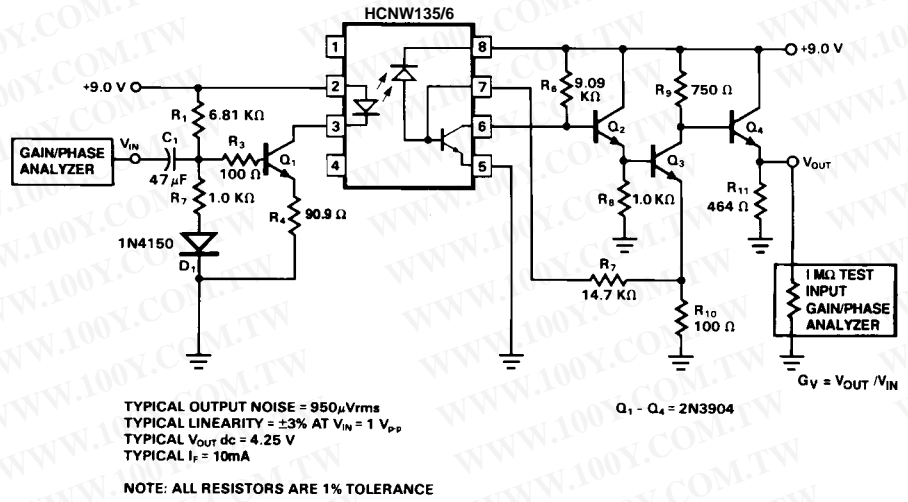 HCNW135/6
1
2
3
4
8
7
6
5
+9.0 V
+9.0 V
R1
6.81 KΩ
VIN
C1
47 µF
R3
100 Ω
Q1
GAIN/PHASE
ANALYZER
R7
1.0 KΩ
R4
90.9 Ω
1N4150
D1
R6
9.09
KΩ
Q2
R9
750 Ω
Q4
Q3
VOUT
R8
1.0 KΩ
R11
464 Ω
R7
14.7 KΩ
R10
100 Ω
1 MΩ TEST
INPUT
GAIN/PHASE
ANALYZER
GV = VOUT /VIN
Q1 - Q4 = 2N3904
TYPICAL OUTPUT NOISE = 950µVrms
TYPICAL LINEARITY = ±3% AT VIN = 1 Vp-p
TYPICAL VOUT dc = 4.25 V
TYPICAL IF = 10mA
NOTE: ALL RESISTORS ARE 1% TOLERANCE
WWW.100Y.COM.TW